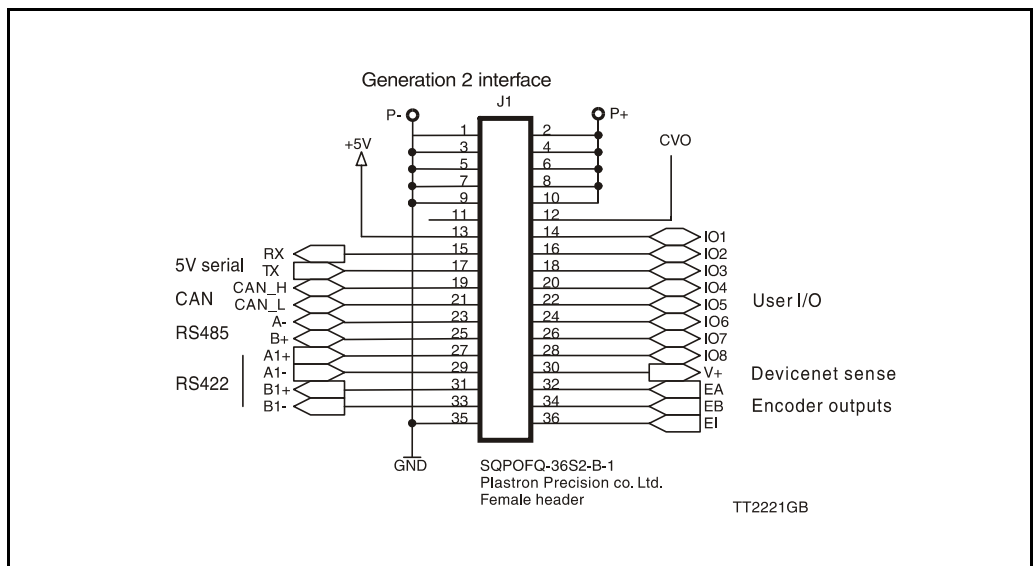 Generation 2 interface
J1
P- P+
+5V CVO
1 2
3 4
5 6
7 8
9 10
11 12
13 14 IO1
RX 15 16 IO2
5V serial TX 17 18 IO3
CAN_H 19 20 IO4
CAN CAN_L 21 22 IO5 User I/O
A- 23 24 IO6
RS485 B+ 25 26 IO7
A1+ 27 28 IO8
RS422 A1- 29 30 V+ Devicenet sense
B1+ 31 32 EA
B1- 33 34 EB Encoder outputs
35 36 EI
GND
SQPOFQ-36S2-B-1
Plastron Precision co. Ltd.
Female header
TT2221GB